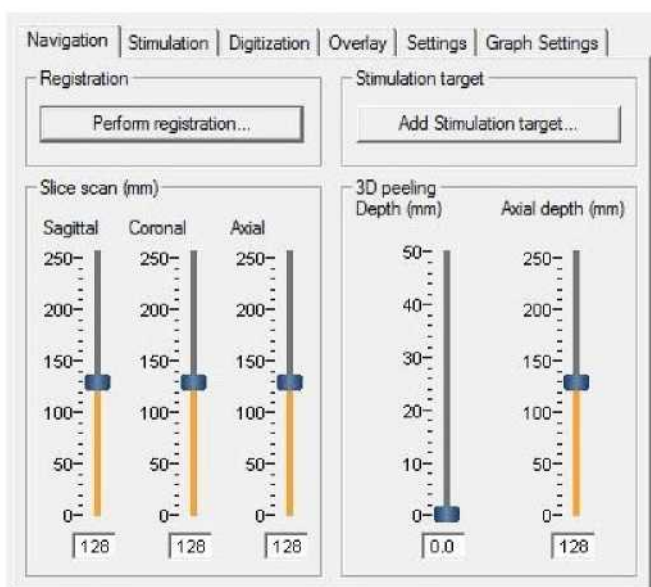 Navigation Stimulation Digitization Overlay Settings Graph Settings
Registration
Perform registration...
Stimulation target
Add Stimulation target...
Slice scan (mm)
Sagittal Coronal Axial
250 250 250
200 200 200
150 150 150
100 100 100
50 50 50
0 0 0
128 128 128
3D peeling
Depth (mm) Axial depth (mm)
50 250
40 200
30 150
20 100
10 50
0 0
0.0 128